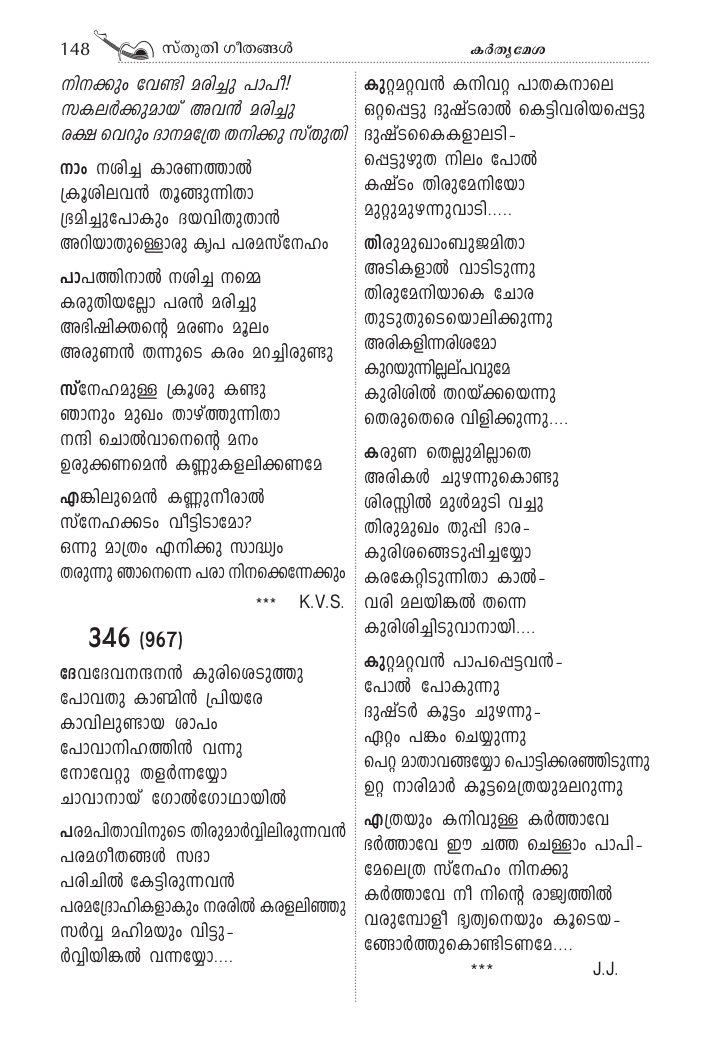 148 സ്തുതി ഗീതങ്ങൾ കർതൃമേശ
നിനക്കും വേണ്ടി മരിച്ചു പാപീ!
സകലർക്കുമായ് അവൻ മരിച്ചു
രക്ഷ വെറും ദാനമത്രേ തനിക്കു സ്തുതി
നാം നശിച്ച കാരണത്താൽ
ക്രൂശിലവൻ തൂങ്ങുന്നിതാ
ഭ്രമിച്ചുപോകും ദയവിതുതാൻ
അറിയാതുള്ളൊരു കൃപ പരമസ്നേഹം
പാപത്തിനാൽ നശിച്ച നമ്മെ
കരുതിയല്ലോ പരൻ മരിച്ചു
അഭിഷിക്തന്റെ മരണം മൂലം
അരുണൻ തന്നുടെ കരം മറച്ചിരുണ്ടു
സ്നേഹമുള്ള ക്രൂശു കണ്ടു
ഞാനും മുഖം താഴ്ത്തുന്നിതാ
നന്ദി ചൊൽവാനെന്റെ മനം
ഉരുക്കണമെൻ കണ്ണുകളലിക്കണമേ
എങ്കിലുമെൻ കണ്ണുനീരാൽ
സ്നേഹക്കടം വീട്ടിടാമോ?
ഒന്നു മാത്രം എനിക്കു സാദ്ധ്യം
തരുന്നു ഞാനെന്നെ പരാ നിനക്കെന്നേക്കും
*** K.V.S.
346 (967)
ദേവദേവനന്ദനൻ കുരിശെടുത്തു
പോവതു കാണ്മിൻ പ്രിയരേ
കാവിലുണ്ടായ ശാപം
പോവാനിഹത്തിൻ വന്നു
നോവേറ്റു തളർന്നയ്യോ
ചാവാനായ് ഗോൽഗോഥായിൽ
പരമപിതാവിനുടെ തിരുമാർവ്വിലിരുന്നവൻ
പരമഗീതങ്ങൾ സദാ
പരിചിൽ കേട്ടിരുന്നവൻ
പരമദ്രോഹികളാകും നരരിൽ കരളലിഞ്ഞു
സർവ്വ മഹിമയും വിട്ടു-
ർവ്വിയിങ്കൽ വന്നയ്യോ....
കുറ്റമറ്റവൻ കനിവറ്റ പാതകനാലെ
ഒറ്റപ്പെട്ടു ദുഷ്ടരാൽ കെട്ടിവരിയപ്പെട്ടു
ദുഷ്ടകൈകളാലടി-
പ്പെട്ടുഴുത നിലം പോൽ
കഷ്ടം തിരുമേനിയോ
മുറ്റുമുഴന്നുവാടി.....
തിരുമുഖാംബുജമിതാ
അടികളാൽ വാടിടുന്നു
തിരുമേനിയാകെ ചോര
തുടുതുടെയൊലിക്കുന്നു
അരികളിന്നരിശമോ
കുറയുന്നില്ലല്പവുമേ
കുരിശിൽ തറയ്ക്കയെന്നു
തെരുതെരെ വിളിക്കുന്നു....
കരുണ തെല്ലുമില്ലാതെ
അരികൾ ചുഴന്നുകൊണ്ടു
ശിരസ്സിൽ മുൾമുടി വച്ചു
തിരുമുഖം തുപ്പി ഭാര-
കുരിശങ്ങെടുപ്പിച്ചയ്യോ
കരകേറ്റിടുന്നിതാ കാൽ-
വരി മലയിങ്കൽ തന്നെ
കുരിശിച്ചിടുവാനായി....
കുറ്റമറ്റവൻ പാപപ്പെട്ടവൻ-
പോൽ പോകുന്നു
ദുഷ്ടർ കൂട്ടം ചുഴന്നു-
ഏറ്റം പങ്കം ചെയ്യുന്നു
പെറ്റ മാതാവങ്ങയ്യോ പൊട്ടിക്കരഞ്ഞിടുന്നു
ഉറ്റ നാരിമാർ കൂട്ടമെത്രയുമലറുന്നു
എത്രയും കനിവുള്ള കർത്താവേ
ഭർത്താവേ ഈ ചത്ത ചെള്ളാം പാപി-
മേലെത്ര സ്നേഹം നിനക്കു
കർത്താവേ നീ നിന്റെ രാജ്യത്തിൽ
വരുമ്പോളീ ഭൃത്യനെയും കൂടെയ-
ങ്ങോർത്തുകൊണ്ടിടണമേ....
*** J.J.